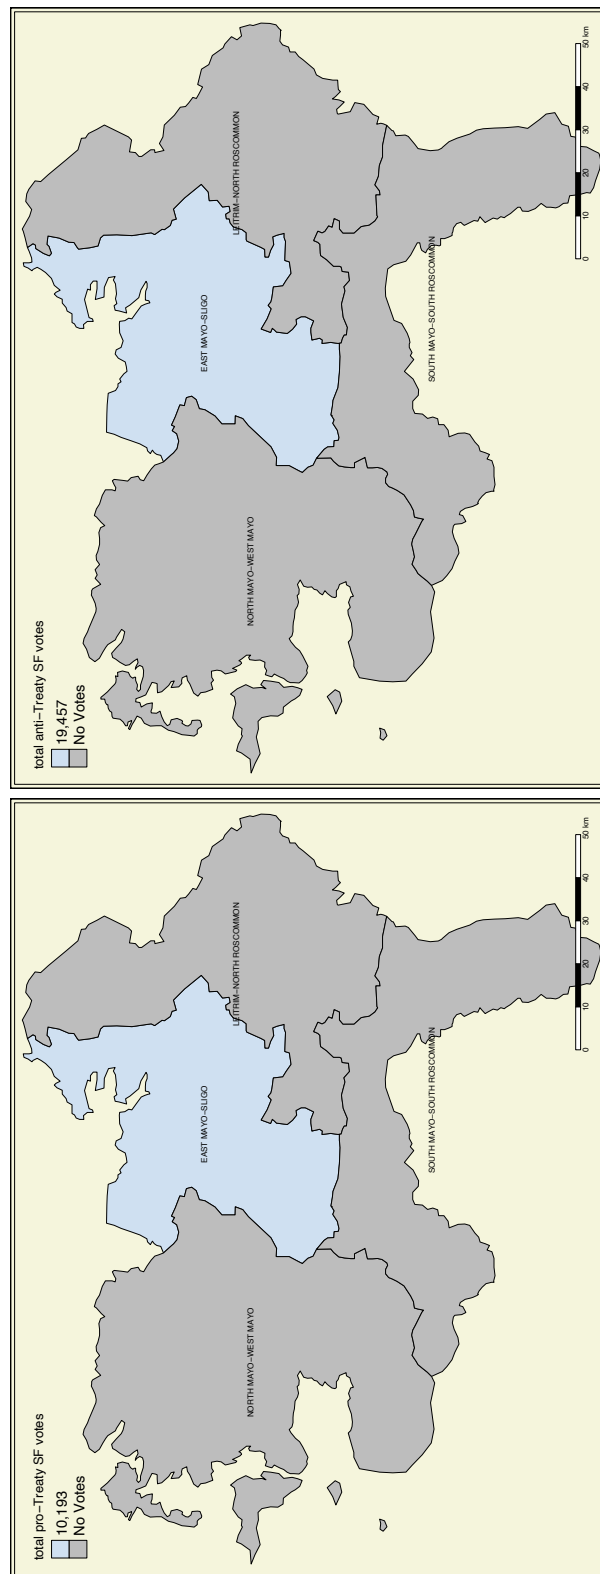 total pro−Treaty SF votes
10,193
No Votes
EAST MAYO−SLIGO
LEITRIM−NORTH ROSCOMMON
NORTH MAYO−WEST MAYO
SOUTH MAYO−SOUTH ROSCOMMON
0 10 20 30 40 50 km
total anti−Treaty SF votes
19,457
No Votes
EAST MAYO−SLIGO
LEITRIM−NORTH ROSCOMMON
NORTH MAYO−WEST MAYO
SOUTH MAYO−SOUTH ROSCOMMON
0 10 20 30 40 50 km